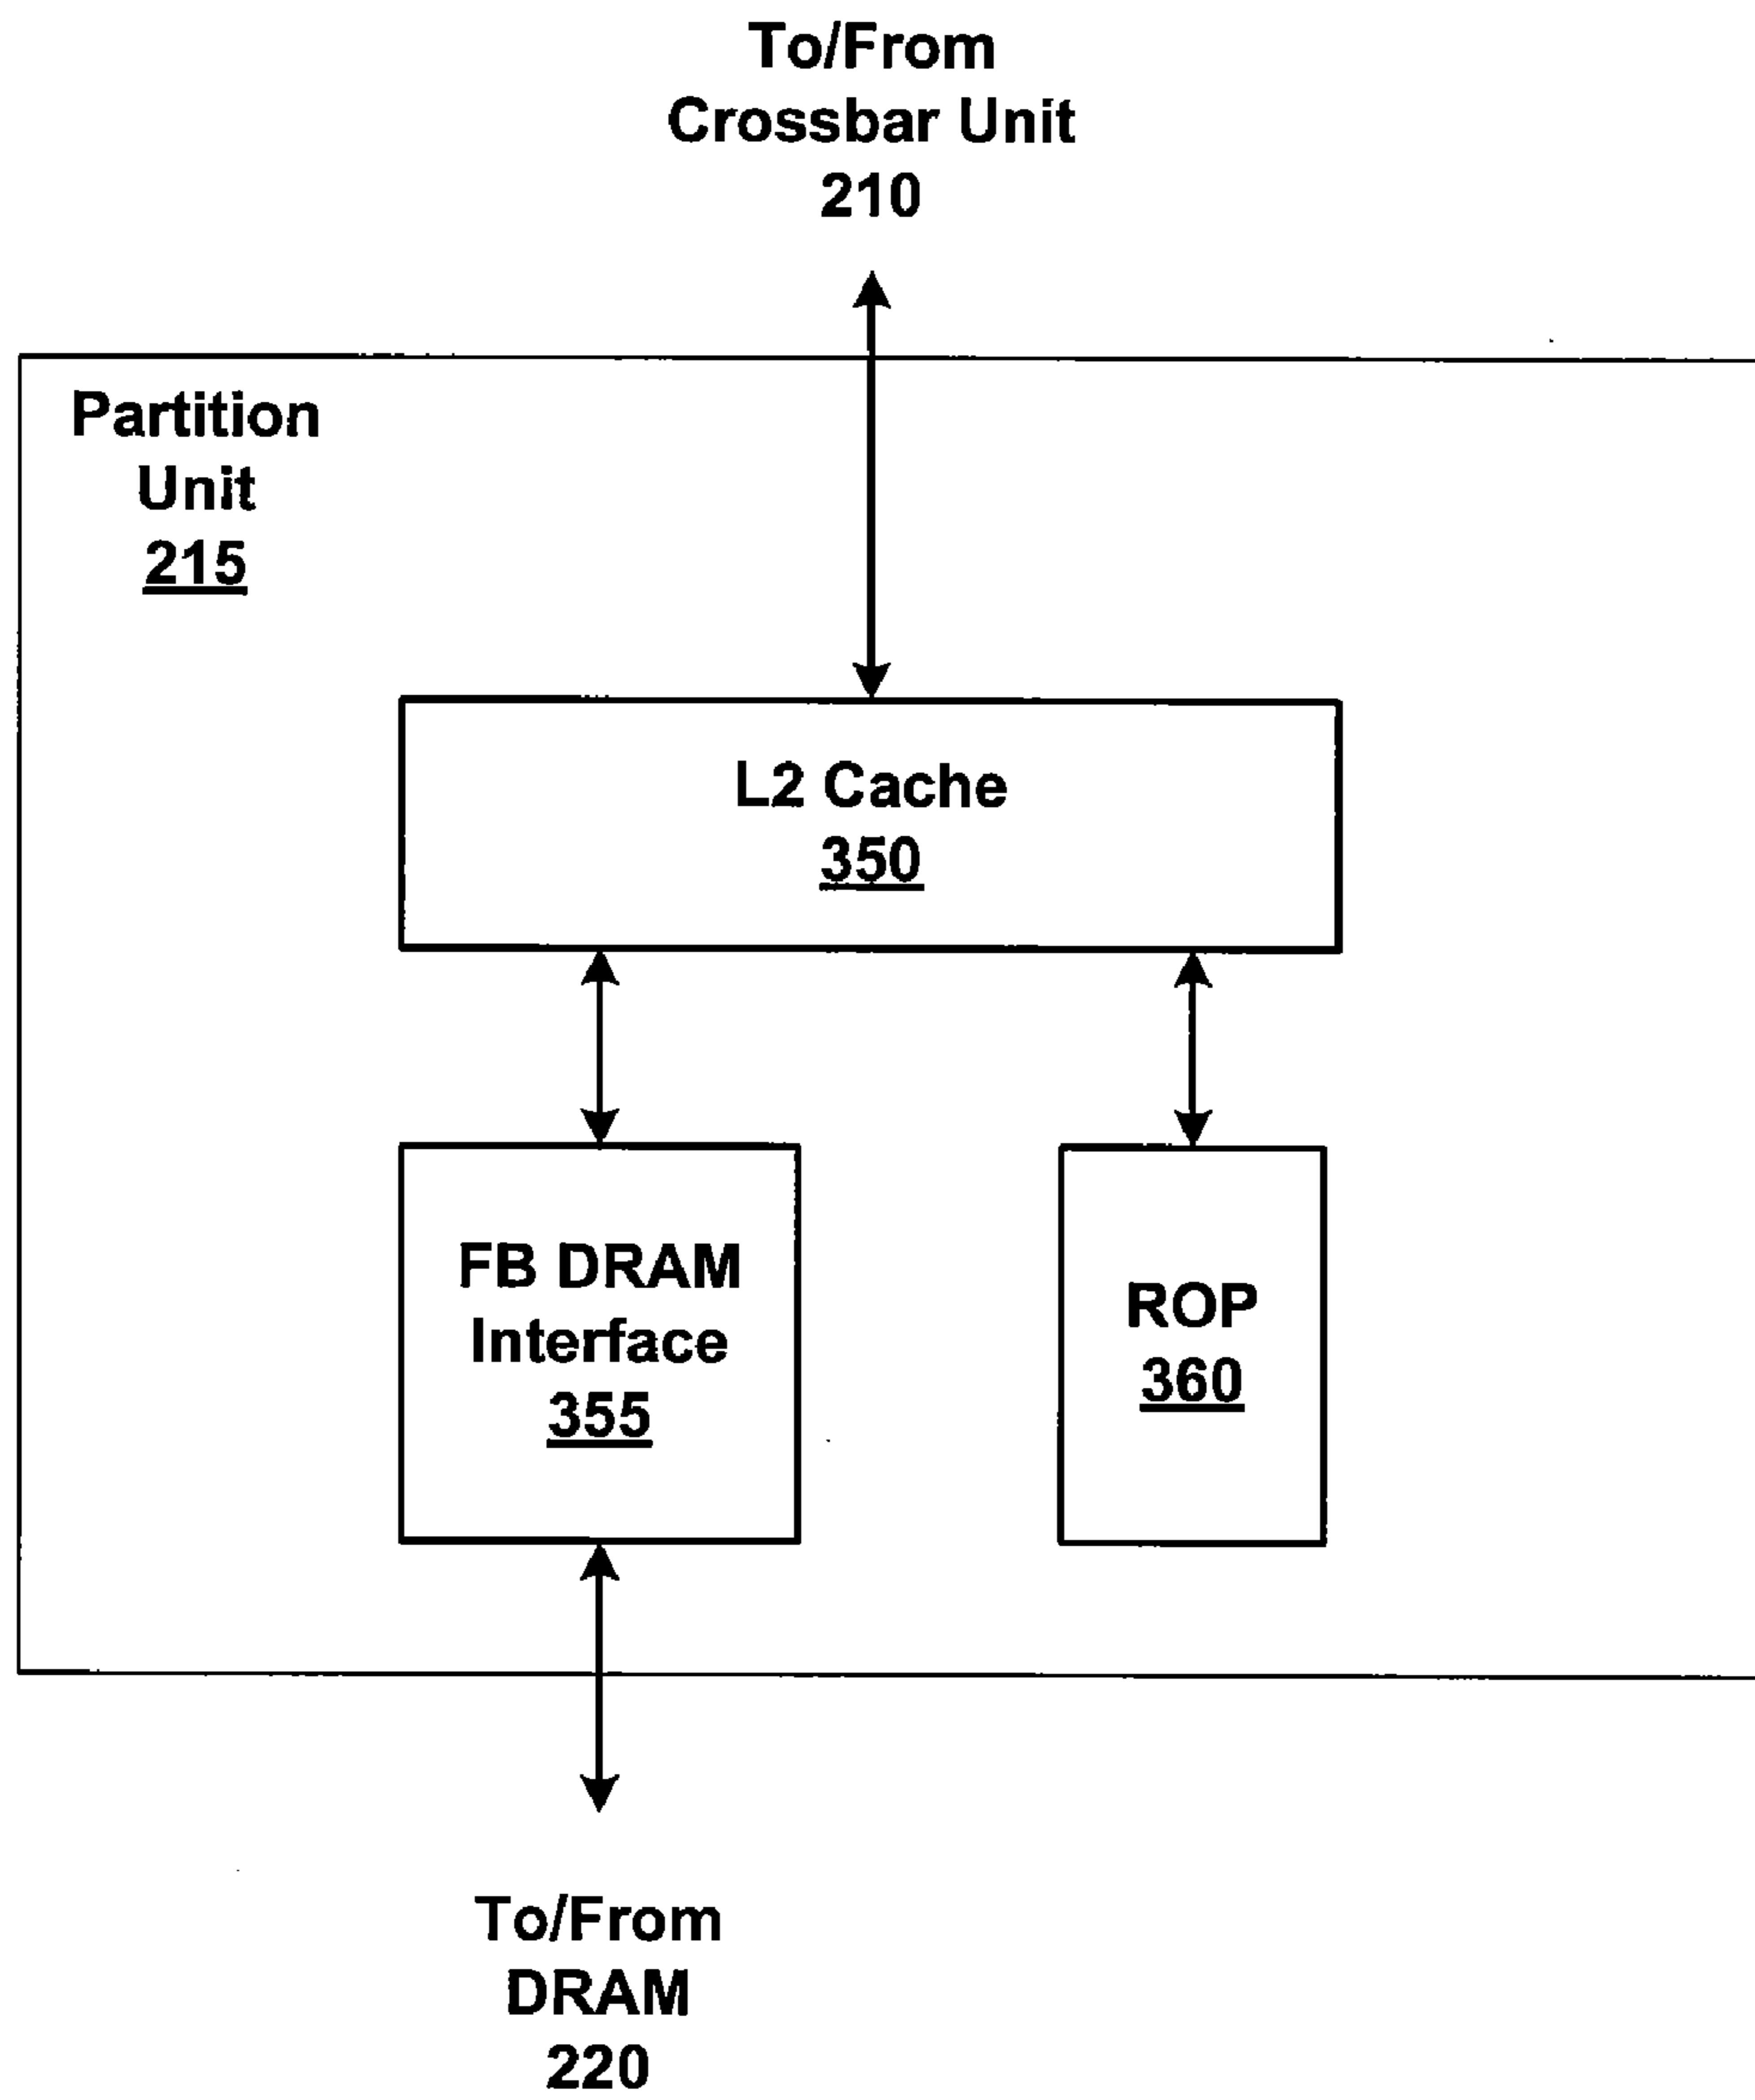 To/From
Crossbar Unit
210
Partition
Unit
215
L2 Cache
350
FB DRAM
Interface
355
ROP
360
To/From
DRAM
220